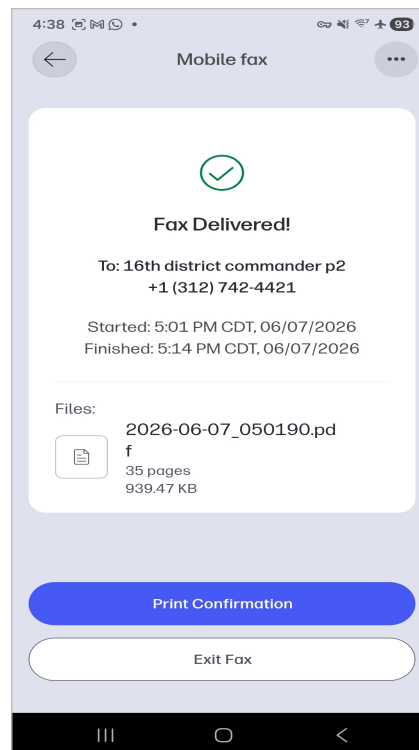 4:38
93
Mobile fax
Fax Delivered!
To: 16th district commander p2
+1 (312) 742-4421
Started: 5:01 PM CDT, 06/07/2026
Finished: 5:14 PM CDT, 06/07/2026
Files:
2026-06-07_050190.pd
f
35 pages
939.47 KB
Print Confirmation
Exit Fax